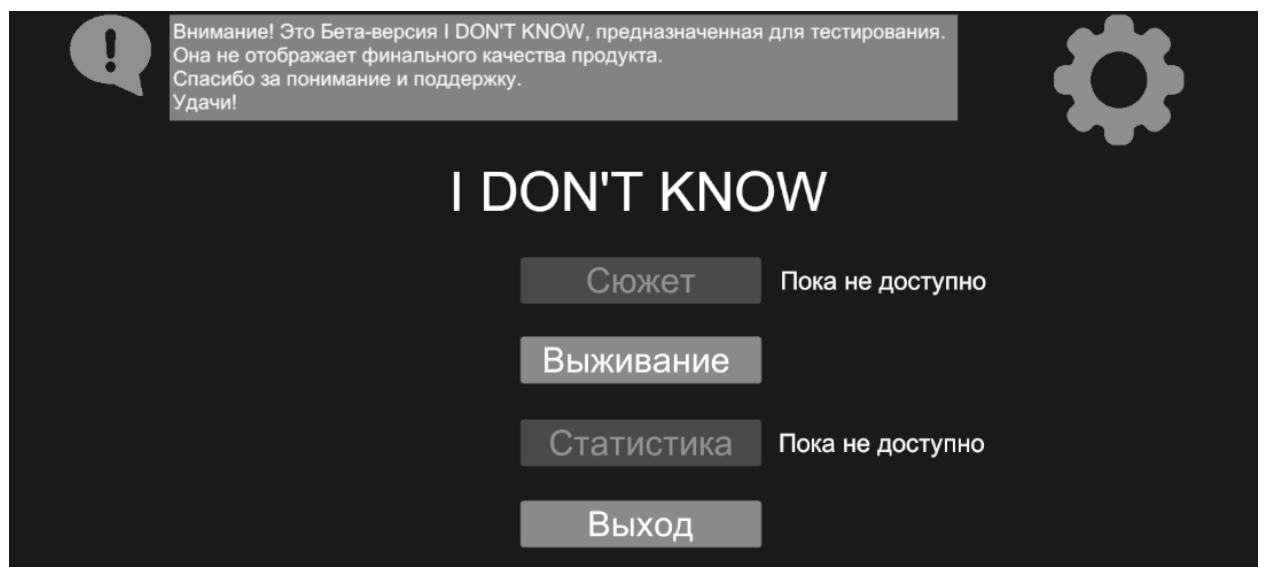 Внимание! Это Бета-версия I DON'T KNOW, предназначенная для тестирования.
Она не отображает финального качества продукта.
Спасибо за понимание и поддержку.
Удачи!
I DON'T KNOW
Сюжет Пока не доступно
Выживание
Статистика Пока не доступно
Выход